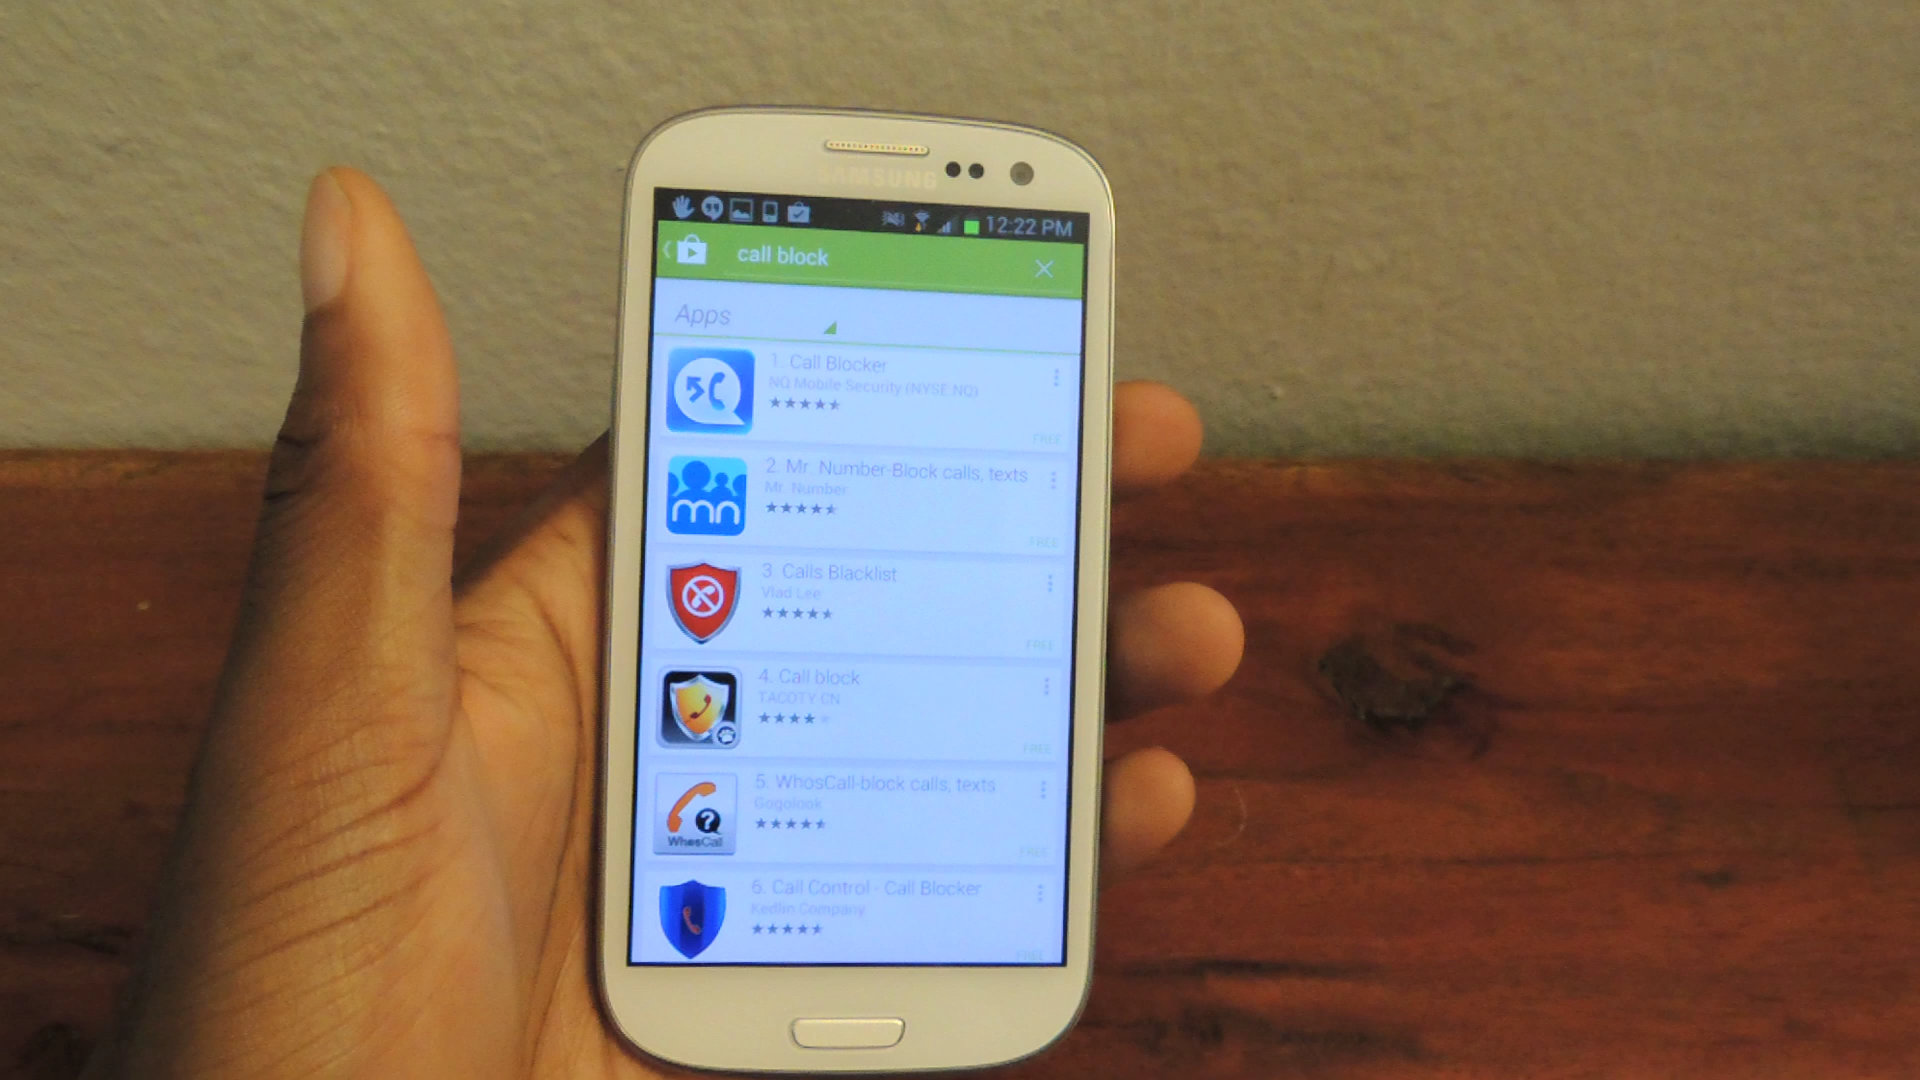 SAMSUNG
12:22 PM
call block
Apps
1. Call Blocker
NQ Mobile Security (NYSE:NQ)
FREE
2. Mr. Number-Block calls, texts
Mr. Number
FREE
mn
3. Calls Blacklist
Vlad Lee
FREE
4. Call block
TACOTY CN
FREE
5. WhosCall-block calls, texts
Gogolook
WhosCall
FREE
6. Call Control - Call Blocker
Kedlin Company
FREE